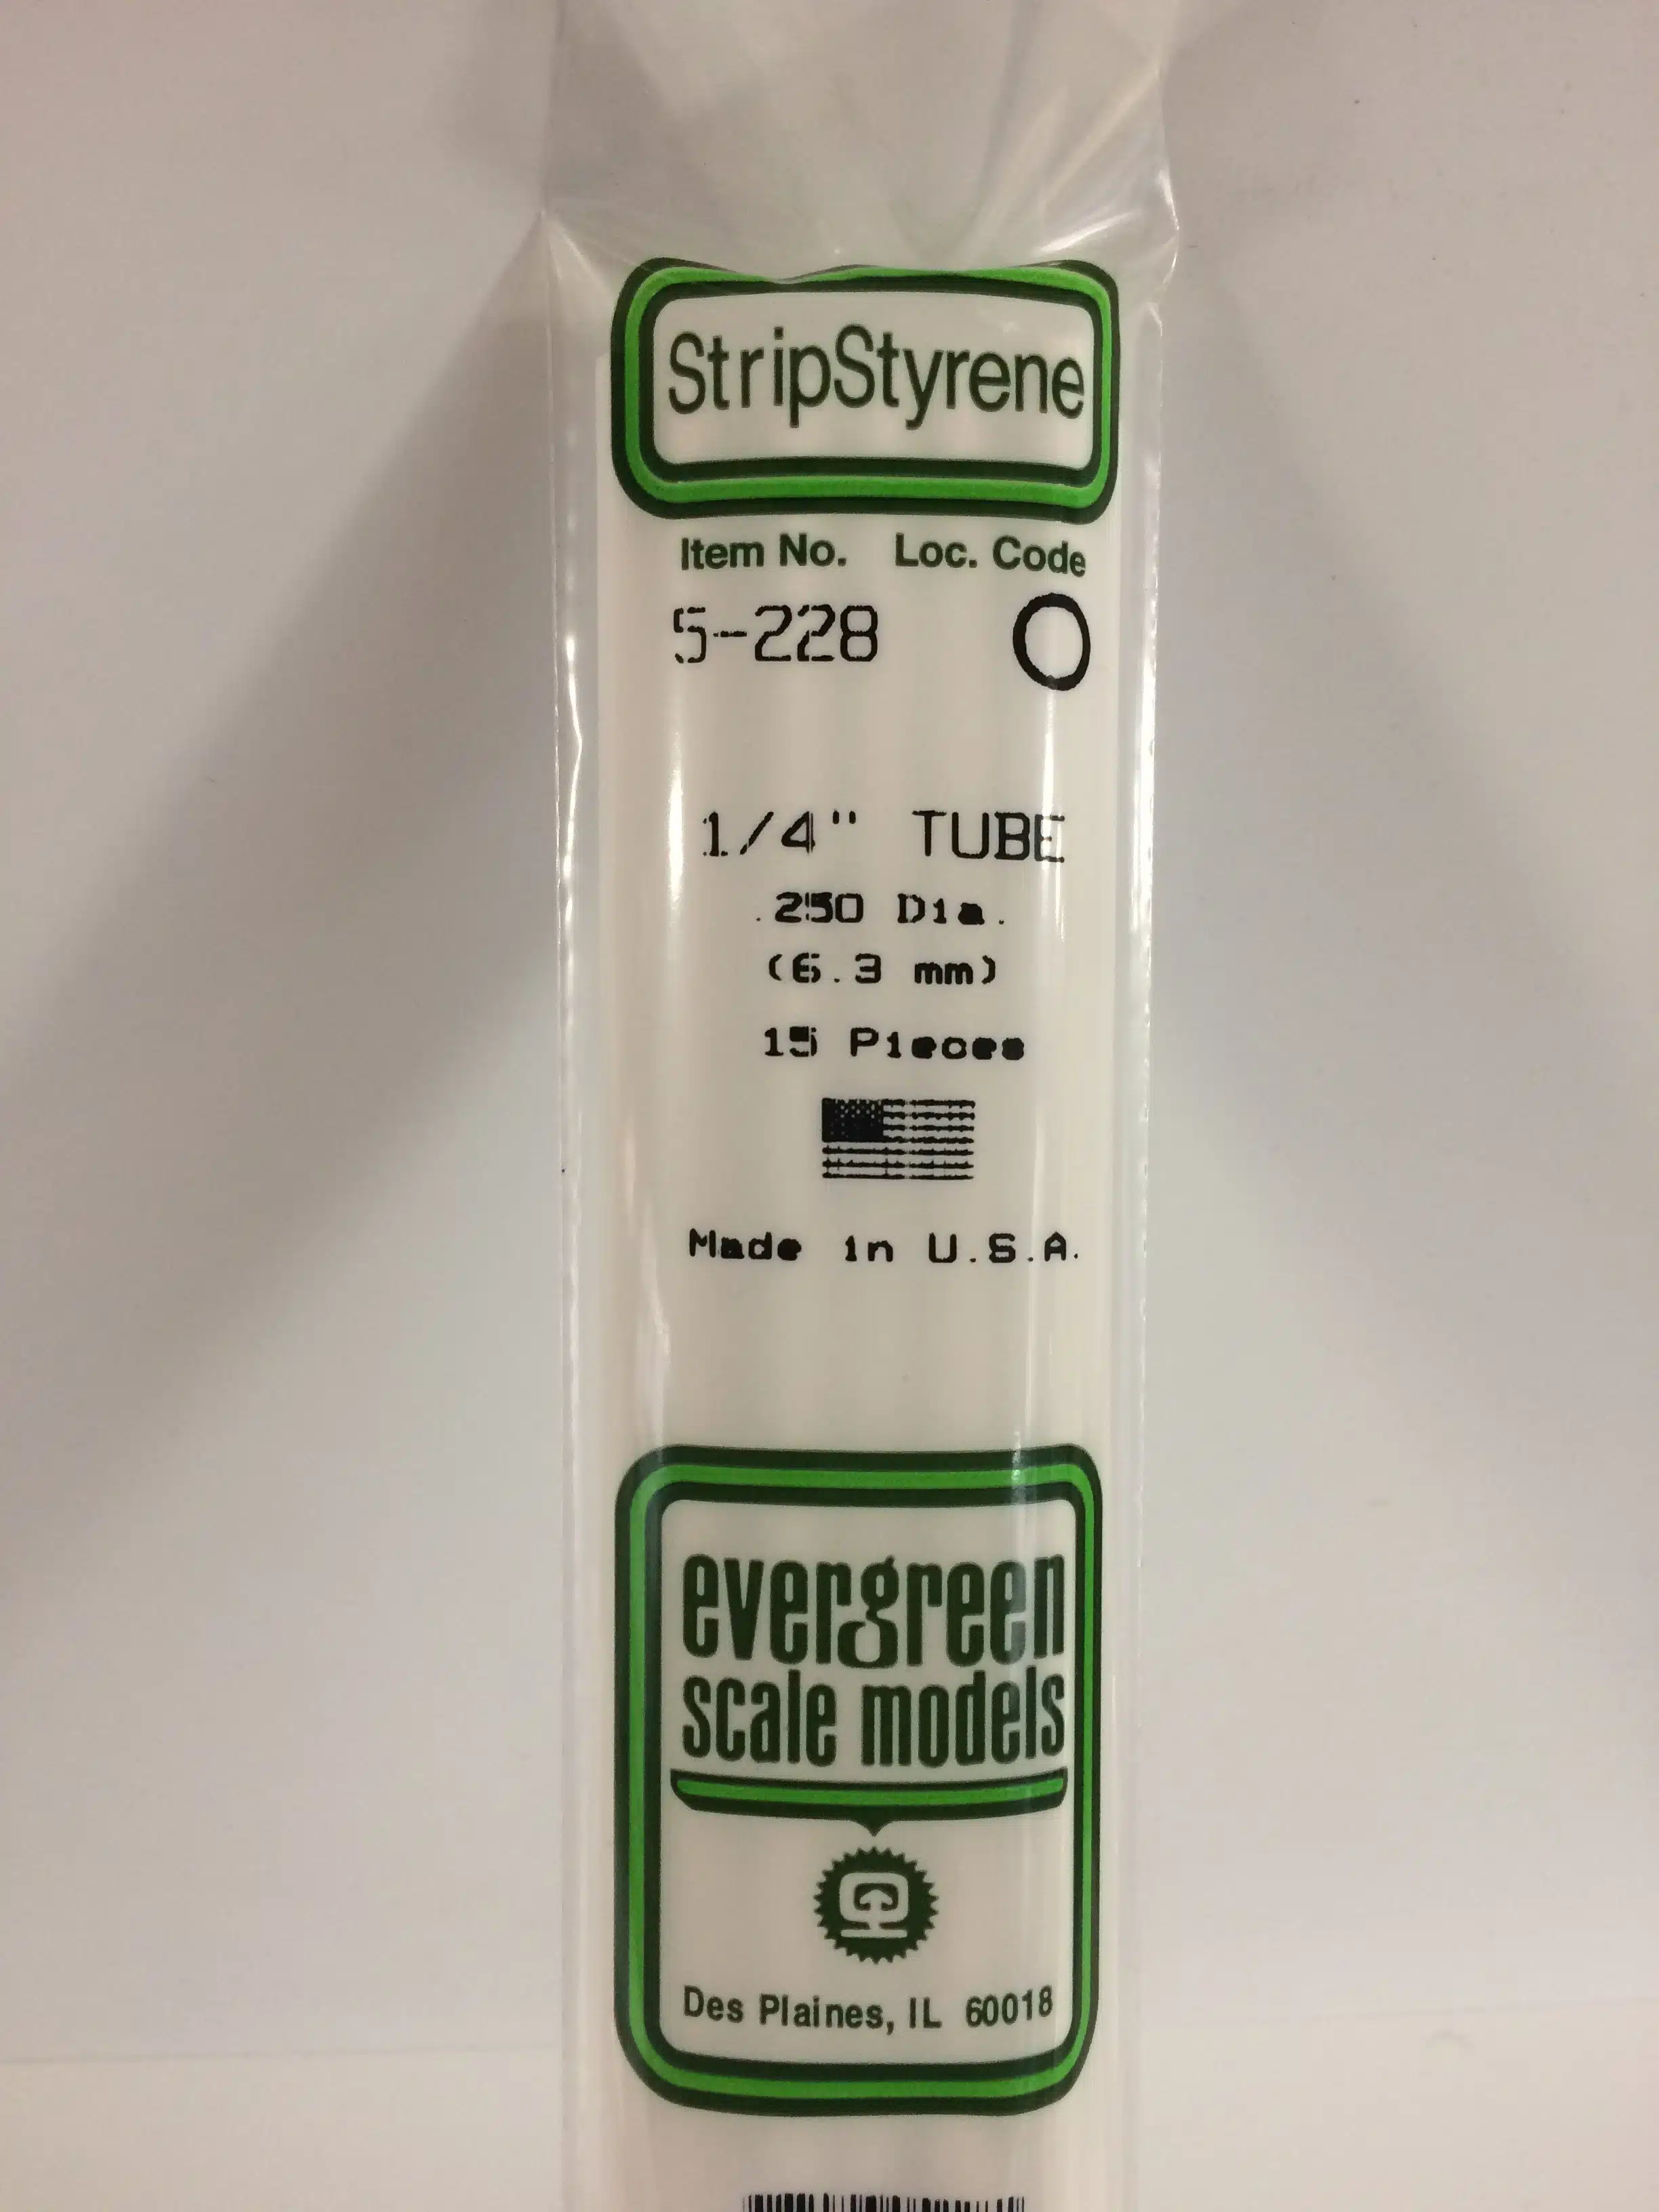 StripStyrene
Item No. Loc. Code
5-228 O
1/4" TUBE
.250 Dia.
(6.3 mm)
15 Pieces
Made in U.S.A.
evergreen
scale models
Des Plaines, IL 60018